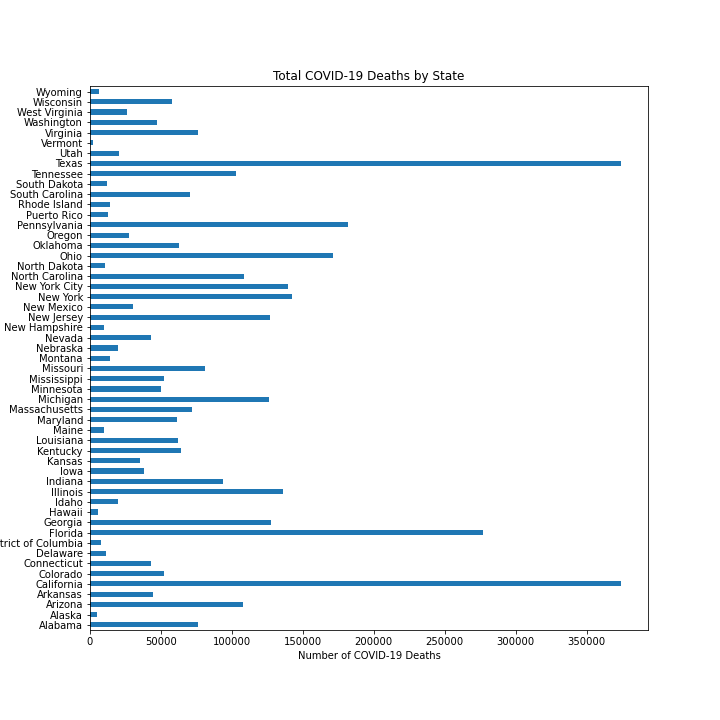 Total COVID-19 Deaths by State
Wyoming
Wisconsin
West Virginia
Washington
Virginia
Vermont
Utah
Texas
Tennessee
South Dakota
South Carolina
Rhode Island
Puerto Rico
Pennsylvania
Oregon
Oklahoma
Ohio
North Dakota
North Carolina
New York City
New York
New Mexico
New Jersey
New Hampshire
Nevada
Nebraska
Montana
Missouri
Mississippi
Minnesota
Michigan
Massachusetts
Maryland
Maine
Louisiana
Kentucky
Kansas
Iowa
Indiana
Illinois
Idaho
Hawaii
Georgia
Florida
trict of Columbia
Delaware
Connecticut
Colorado
California
Arkansas
Arizona
Alaska
Alabama
0 50000 100000 150000 200000 250000 300000 350000
Number of COVID-19 Deaths